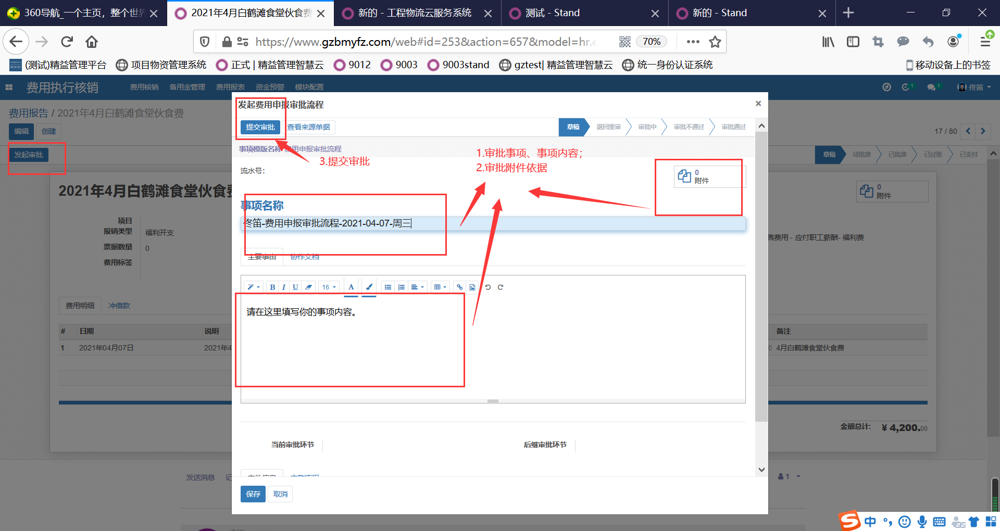 360导航_一个主页，整个世界
2021年4月白鹤滩食堂伙食费
新的 - 工程物流云服务系统
测试 - Stand
新的 - Stand
https://www.gzbmyfz.com/web#id=253&action=657&model=hr.e
70%
(测试)精益管理平台
项目物资管理系统
正式 | 精益管理智慧云
9012
9003
9003stand
gztest| 精益管理智慧云
统一身份认证系统
移动设备上的书签
费用执行核销
费用核销
备用金管理
费用报表
资金预警
模块配置
1
1
佟笛
费用报告 / 2021年4月白鹤滩食堂伙食费
编辑
创建
17 / 80
发起审批
草稿
待批准
已批准
已过账
已支付
发起费用申报审批流程
×
提交审批
查看来源单据
草稿
退回重审
审批中
审批不通过
审批通过
事项模版名称
费用申报审批流程
3.提交审批
1.审批事项、事项内容；
2.审批附件依据
流水号:
0
附件
0
附件
2021年4月白鹤滩食堂伙食费
事项名称
佟笛-费用申报审批流程-2021-04-07-周三
项目
报销类型
福利开支
票据数量
0
费用标签
售费用 - 应付职工薪酬- 福利费
主要事由
协作文档
B
I
U
16
A
请在这里填写你的事项内容。
费用明细
冲借款
#
日期
说明
备注
1
2021年04月07日
2021年4
0
4月白鹤滩食堂伙食费
金额总计:
¥ 4,200.00
当前审批环节
后继审批环节
发送消息
记
1
保存
取消
中